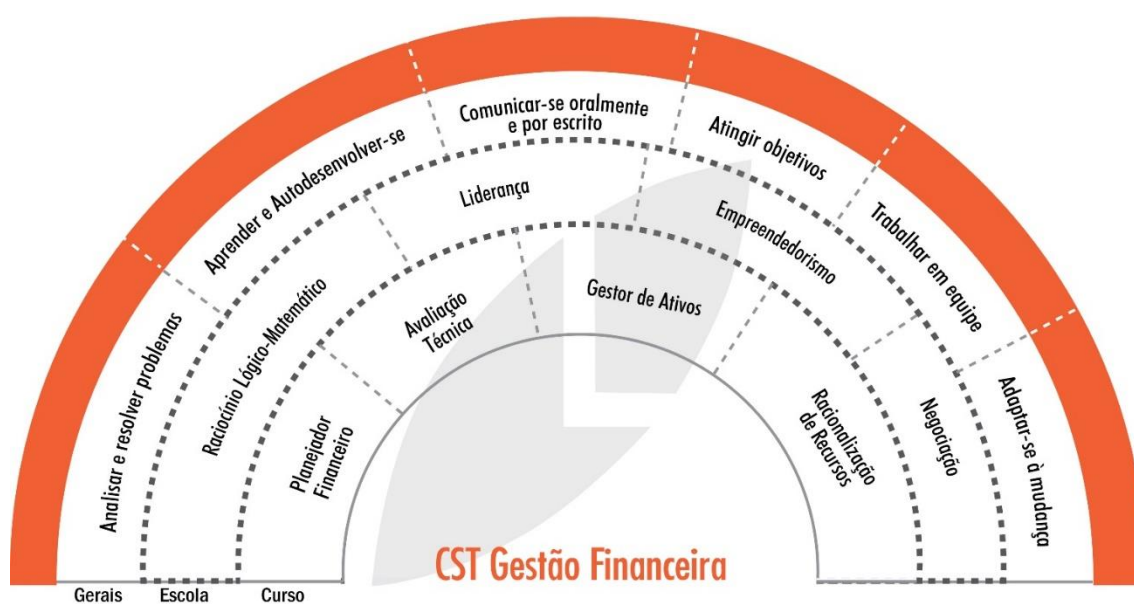 Analisar e resolver problemas
Aprender e Autodesenvolver-se
Comunicar-se oralmente
e por escrito
Atingir objetivos
Trabalhar em equipe
Adaptar-se à mudança
Raciocínio Lógico-Matemático
Liderança
Empreendedorismo
Negociação
Planejador
Financeiro
Avaliação
Técnica
Gestor de Ativos
Racionalização
de Recursos
CST Gestão Financeira
Gerais
Escola
Curso